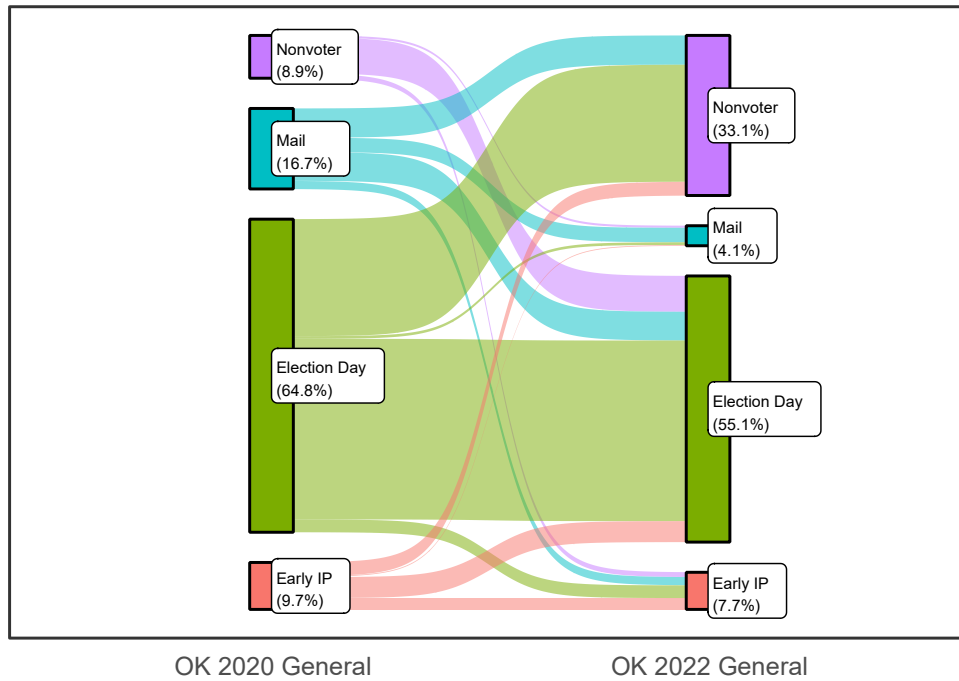 Nonvoter
(8.9%)
Mail
(16.7%)
Election Day
(64.8%)
Early IP
(9.7%)
Nonvoter
(33.1%)
Mail
(4.1%)
Election Day
(55.1%)
Early IP
(7.7%)
OK 2020 General
OK 2022 General